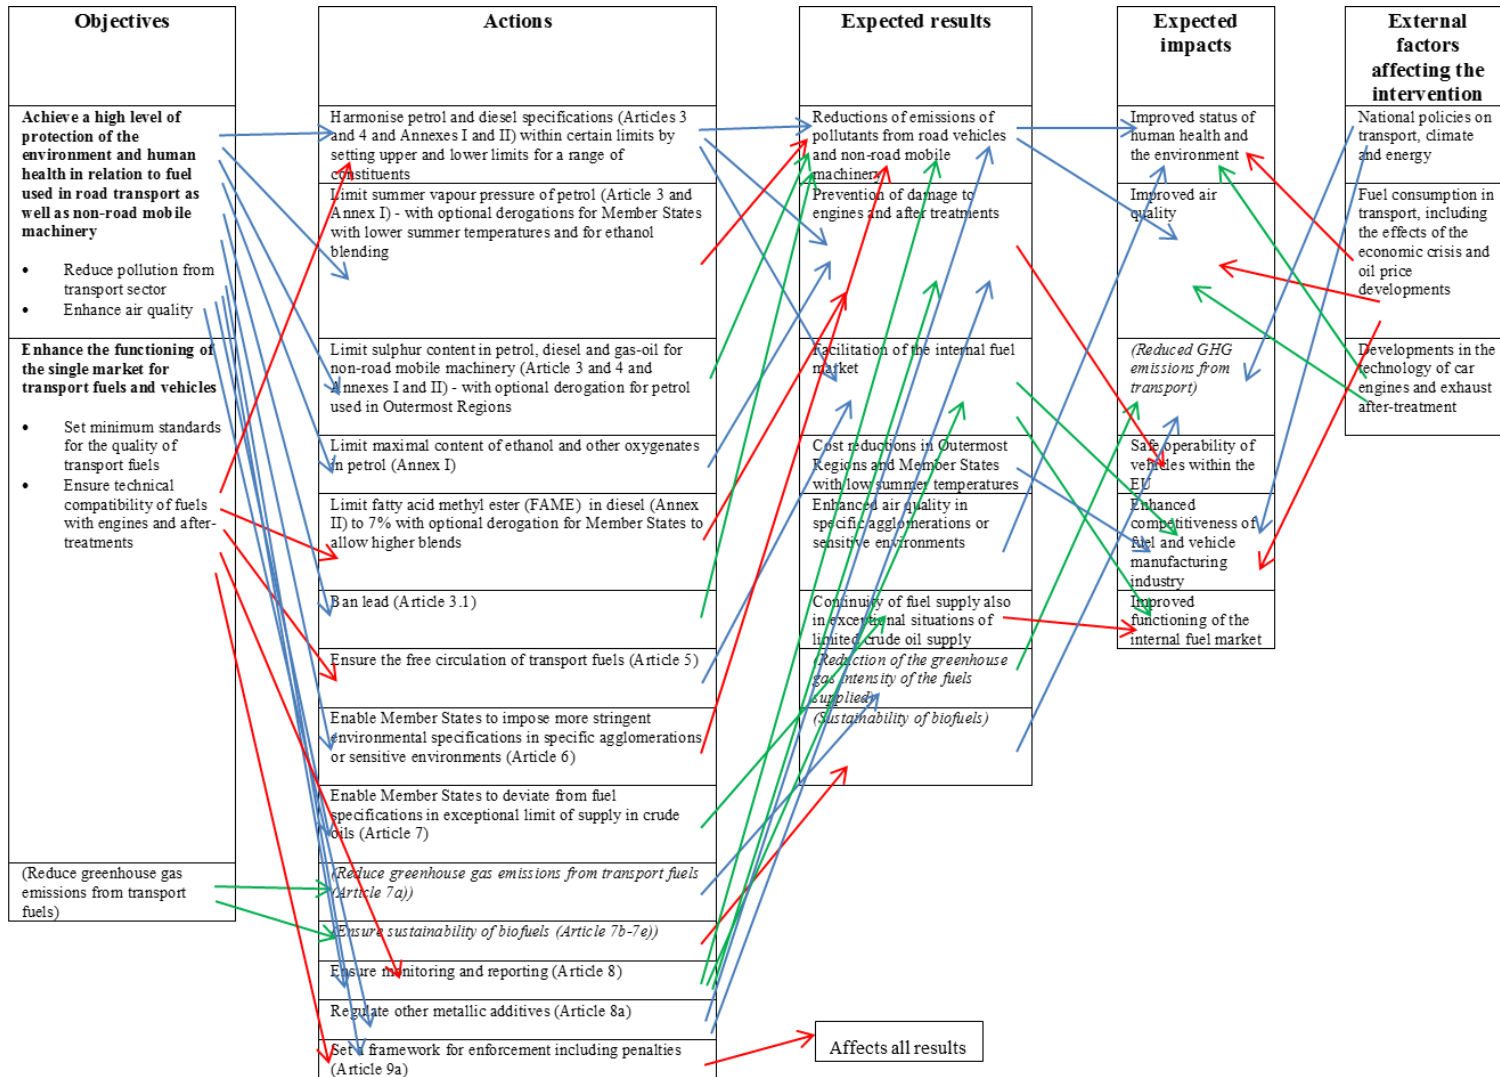 Objectives
Achieve a high level of
protection of the
environment and human
health in relation to fuel
used in road transport as
well as non-road mobile
machinery
• Reduce pollution from
transport sector
• Enhance air quality
Enhance the functioning of
the single market for
transport fuels and vehicles
• Set minimum standards
for the quality of
transport fuels
• Ensure technical
compatibility of fuels
with engines and after-
treatments
(Reduce greenhouse gas
emissions from transport
fuels)
Actions
Harmonise petrol and diesel specifications (Articles 3
and 4 and Annexes I and II) within certain limits by
setting upper and lower limits for a range of
constituents
Limit summer vapour pressure of petrol (Article 3 and
Annex I) - with optional derogations for Member States
with lower summer temperatures and for ethanol
blending
Limit sulphur content in petrol, diesel and gas-oil for
non-road mobile machinery (Article 3 and 4 and
Annexes I and II) - with optional derogation for petrol
used in Outermost Regions
Limit maximal content of ethanol and other oxygenates
in petrol (Annex I)
Limit fatty acid methyl ester (FAME) in diesel (Annex
II) to 7% with optional derogation for Member States to
allow higher blends
Ban lead (Article 3.1)
Ensure the free circulation of transport fuels (Article 5)
Enable Member States to impose more stringent
environmental specifications in specific agglomerations
or sensitive environments (Article 6)
Enable Member States to deviate from fuel
specifications in exceptional limit of supply in crude
oils (Article 7)
(Reduce greenhouse gas emissions from transport fuels
(Article 7a))
(Ensure sustainability of biofuels (Article 7b-7e))
Ensure monitoring and reporting (Article 8)
Regulate other metallic additives (Article 8a)
Set a framework for enforcement including penalties
(Article 9a)
Expected results
Reductions of emissions of
pollutants from road vehicles
and non-road mobile
machinery
Prevention of damage to
engines and after treatments
Facilitation of the internal fuel
market
Cost reductions in Outermost
Regions and Member States
with low summer temperatures
Enhanced air quality in
specific agglomerations or
sensitive environments
Continuity of fuel supply also
in exceptional situations of
limited crude oil supply
(Reduction of the greenhouse
gas intensity of the fuels
supplied)
(Sustainability of biofuels)
Affects all results
Expected
impacts
Improved status of
human health and
the environment
Improved air
quality
(Reduced GHG
emissions from
transport)
Safe operability of
vehicles within the
EU
Enhanced
competitiveness of
fuel and vehicle
manufacturing
industry
Improved
functioning of the
internal fuel market
External
factors
affecting the
intervention
National policies on
transport, climate
and energy
Fuel consumption in
transport, including
the effects of the
economic crisis and
oil price
developments
Developments in the
technology of car
engines and exhaust
after-treatment